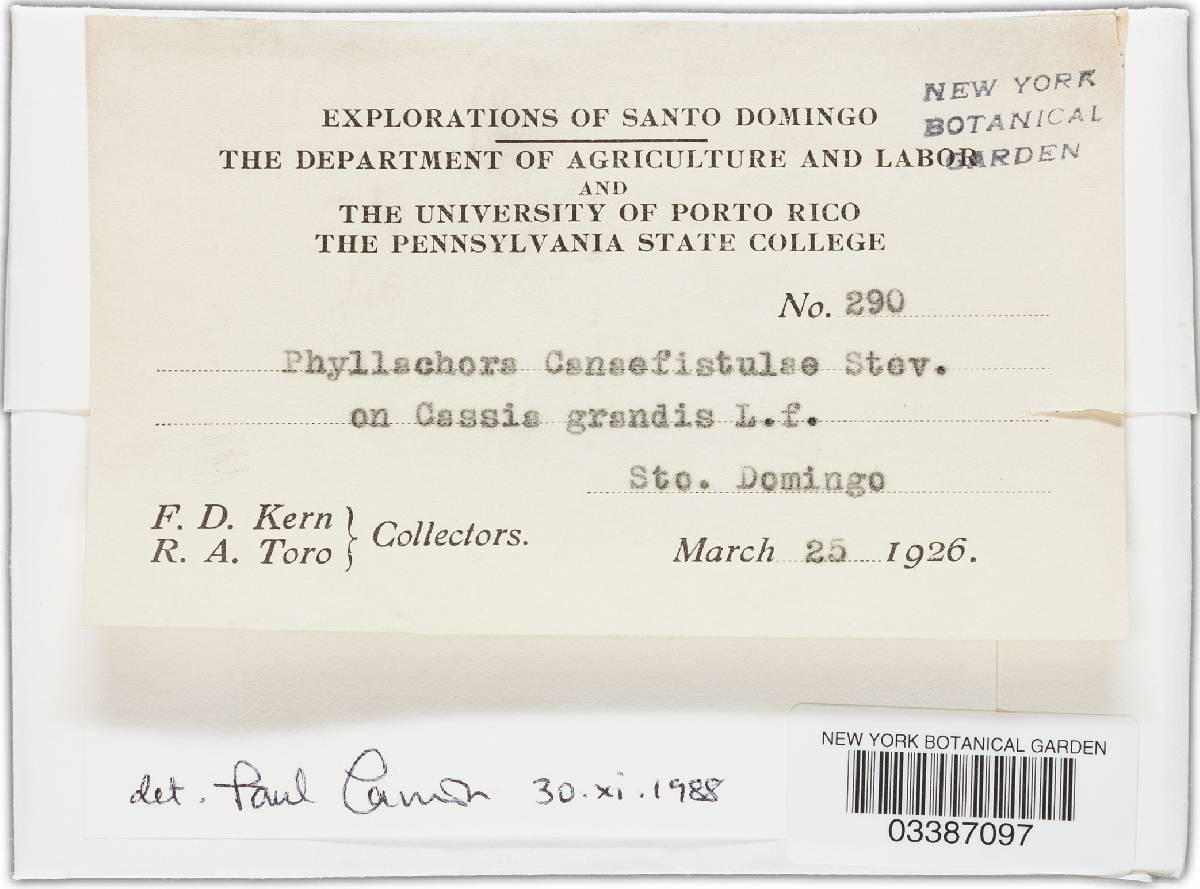 NEW YORK
BOTANICAL
GARDEN
EXPLORATIONS OF SANTO DOMINGO
THE DEPARTMENT OF AGRICULTURE AND LABOR
AND
THE UNIVERSITY OF PORTO RICO
THE PENNSYLVANIA STATE COLLEGE
No. 290
Phyllachora Canaefistulae Stev.
on Cassia grandis L.f.
Sto. Domingo
F. D. Kern
R. A. Toro } Collectors.
March 25 1926.
det. Paul Cannon 30.xi.1988
NEW YORK BOTANICAL GARDEN
03387097